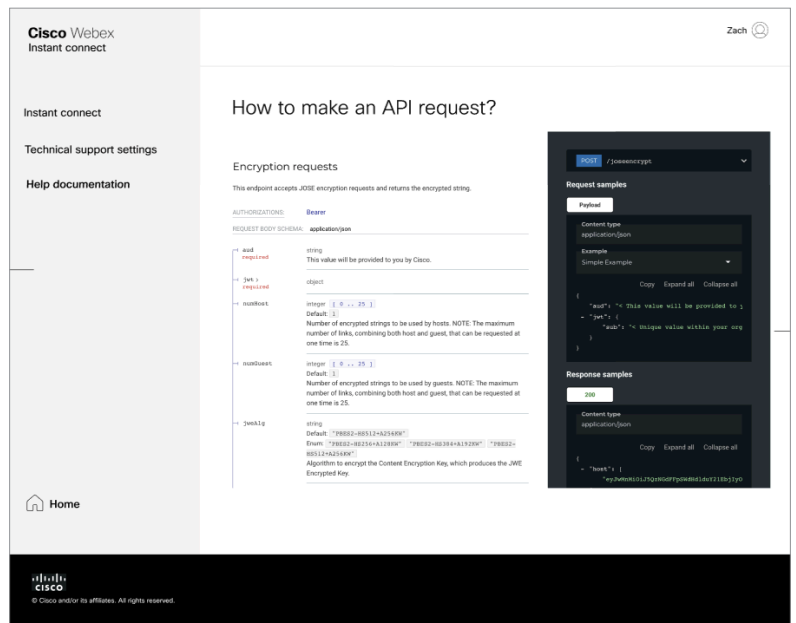 Cisco Webex
Instant connect
Zach
Instant connect
Technical support settings
Help documentation
Home
How to make an API request?
Encryption requests
This endpoint accepts JOSE encryption requests and returns the encrypted string.
AUTHORIZATIONS: Bearer
REQUEST BODY SCHEMA: application/json
aud string
required This value will be provided to you by Cisco.
jwt : object
required
numHost integer [ 0 .. 25 ]
Default: 1
Number of encrypted strings to be used by hosts. NOTE: The maximum
number of links, combining both host and guest, that can be requested at
one time is 25.
numGuest integer [ 0 .. 25 ]
Default: 1
Number of encrypted strings to be used by guests. NOTE: The maximum
number of links, combining both host and guest, that can be requested at
one time is 25.
jweAlg string
Default: "PBES2-HS512+A256KW"
Enum: "PBES2-HS256+A128KW" "PBES2-HS384+A192KW" "PBES2-
HS512+A256KW"
Algorithm to encrypt the Content Encryption Key, which produces the JWE
Encrypted Key.
POST /joseencrypt
Request samples
Payload
Content type
application/json
Example
Simple Example
Copy Expand all Collapse all
{
"aud": "< This value will be provided to
- "jwt": {
"sub": "< Unique value within your org
}
}
Response samples
200
Content type
application/json
Copy Expand all Collapse all
{
- "host": [
CISCO
© Cisco and/or its affiliates. All rights reserved.